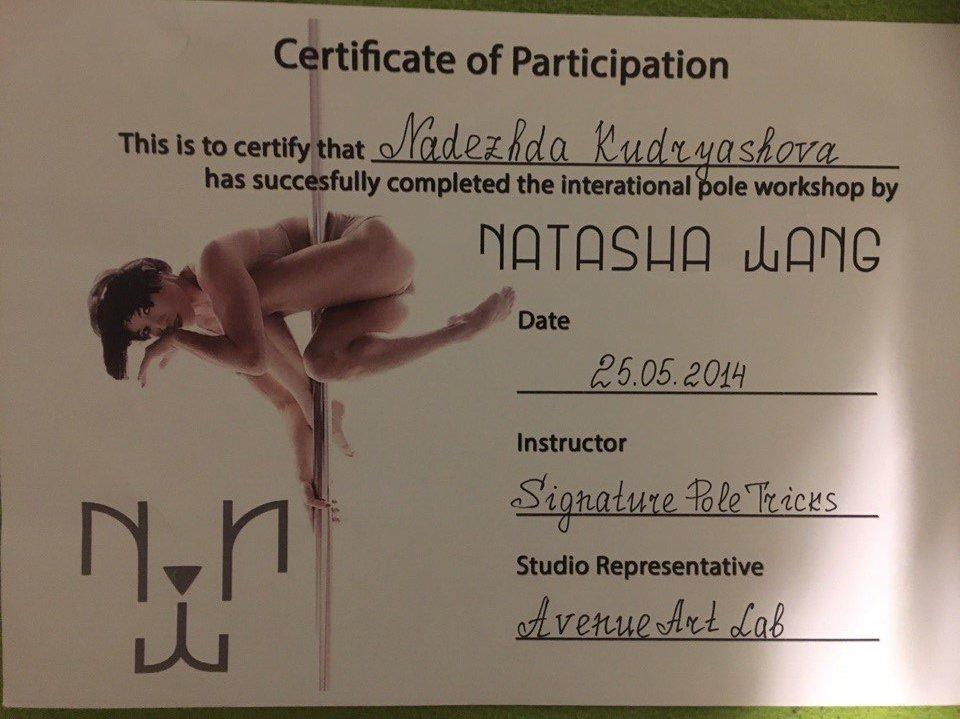 Certificate of Participation
This is to certify that Nadezhda Kudryashova
has succesfully completed the interational pole workshop by
NATASHA WANG
Date
25.05.2014
Instructor
Signature Pole Tricks
Studio Representative
Avenue Art Lab